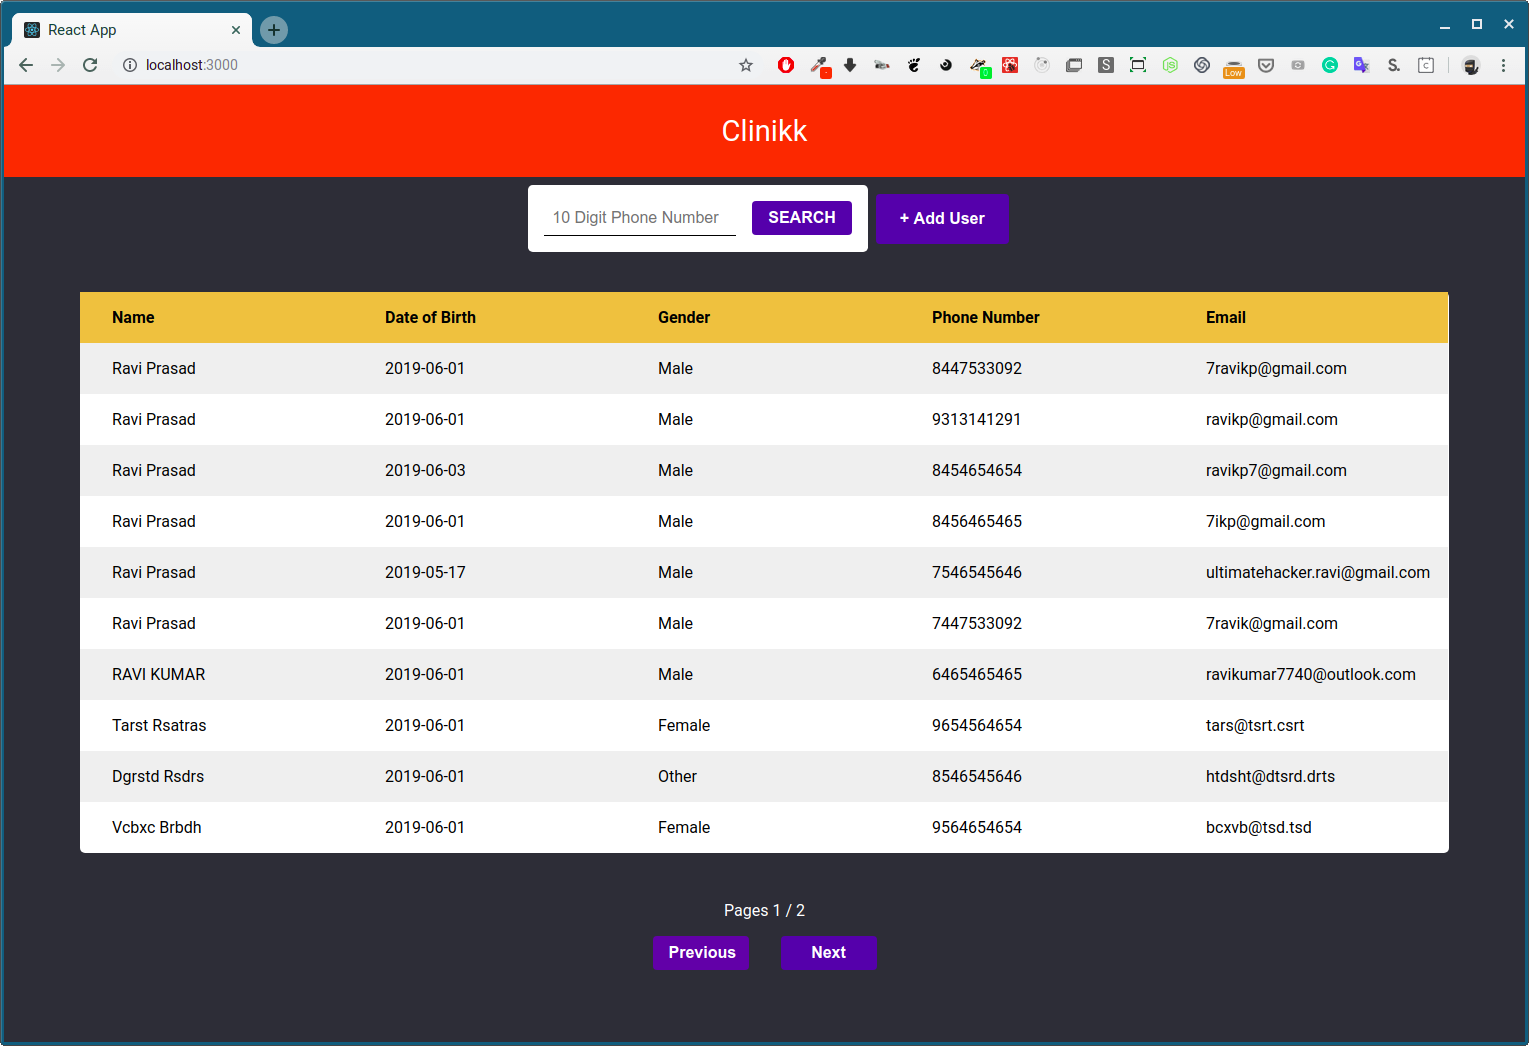 React App
localhost:3000
0
S
Low
G
S.
C
Clinikk
10 Digit Phone Number SEARCH + Add User
Name Date of Birth Gender Phone Number Email
Ravi Prasad 2019-06-01 Male 8447533092 7ravikp@gmail.com
Ravi Prasad 2019-06-01 Male 9313141291 ravikp@gmail.com
Ravi Prasad 2019-06-03 Male 8454654654 ravikp7@gmail.com
Ravi Prasad 2019-06-01 Male 8456465465 7ikp@gmail.com
Ravi Prasad 2019-05-17 Male 7546545646 ultimatehacker.ravi@gmail.com
Ravi Prasad 2019-06-01 Male 7447533092 7ravik@gmail.com
RAVI KUMAR 2019-06-01 Male 6465465465 ravikumar7740@outlook.com
Tarst Rsatras 2019-06-01 Female 9654564654 tars@tsrt.csrt
Dgrstd Rsdrs 2019-06-01 Other 8546545646 htdsht@dtsrd.drts
Vcbxc Brbdh 2019-06-01 Female 9564654654 bcxvb@tsd.tsd
Pages 1 / 2
Previous Next